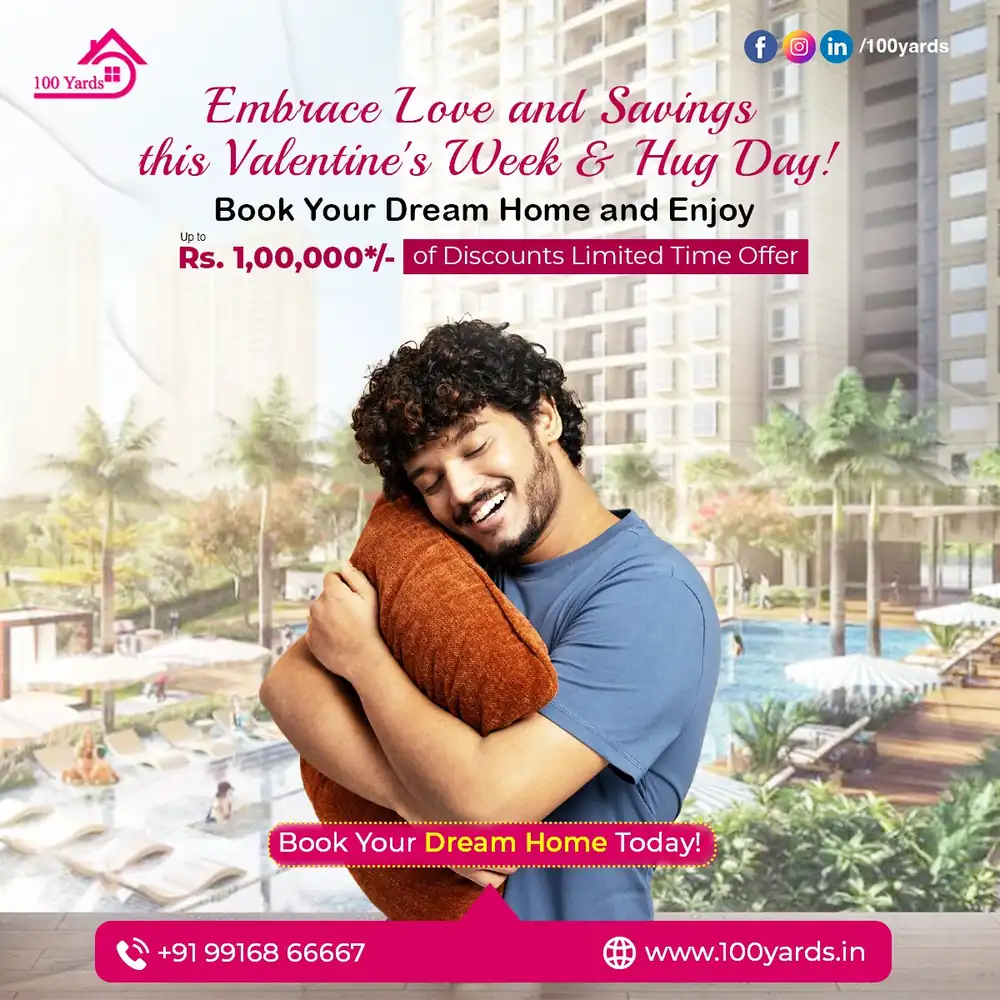 100 Yards
/100yards
Embrace Love and Savings
this Valentine's Week & Hug Day!
Book Your Dream Home and Enjoy
Up to
Rs. 1,00,000*/- of Discounts Limited Time Offer
Book Your Dream Home Today!
+91 99168 66667
www.100yards.in